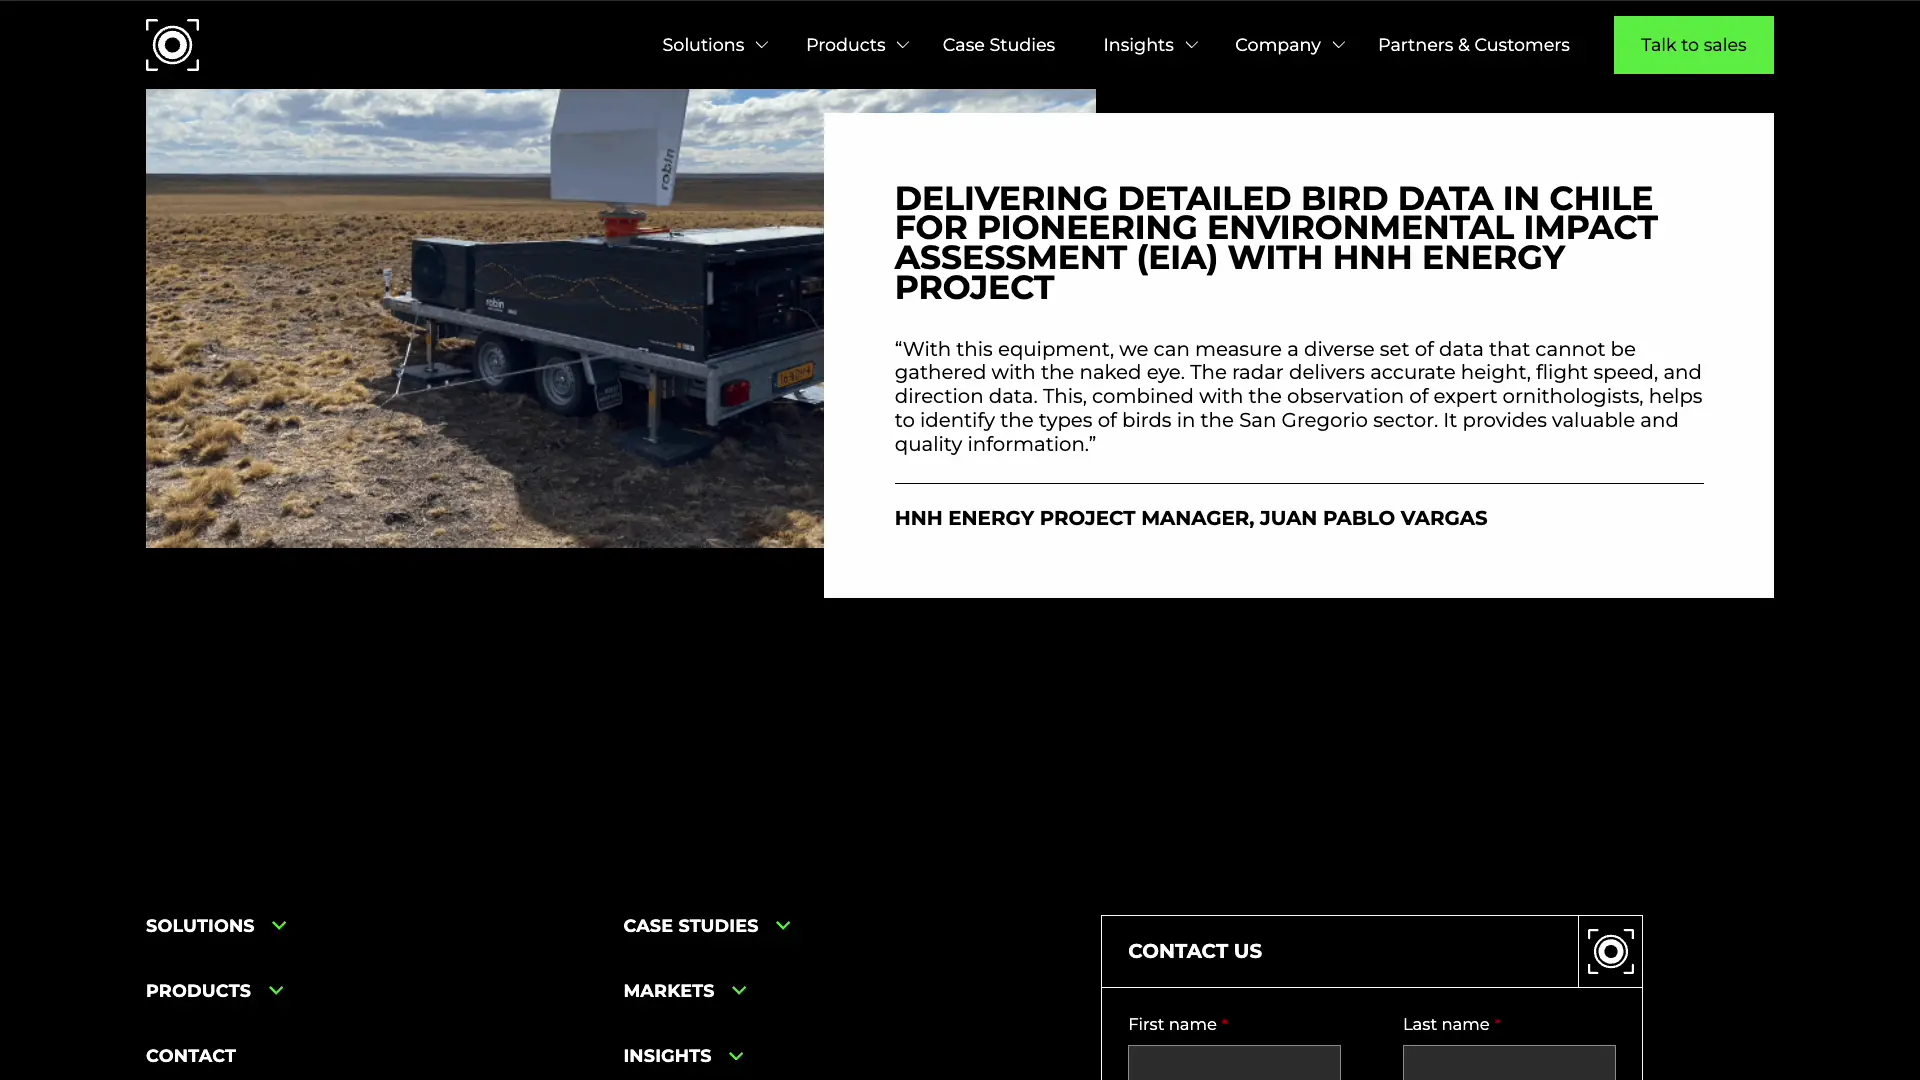 Solutions
Products
Case Studies
Insights
Company
Partners & Customers
Talk to sales
robin
robin
DELIVERING DETAILED BIRD DATA IN CHILE
FOR PIONEERING ENVIRONMENTAL IMPACT
ASSESSMENT (EIA) WITH HNH ENERGY
PROJECT
“With this equipment, we can measure a diverse set of data that cannot be
gathered with the naked eye. The radar delivers accurate height, flight speed, and
direction data. This, combined with the observation of expert ornithologists, helps
to identify the types of birds in the San Gregorio sector. It provides valuable and
quality information.”
HNH ENERGY PROJECT MANAGER, JUAN PABLO VARGAS
SOLUTIONS
CASE STUDIES
PRODUCTS
MARKETS
CONTACT
INSIGHTS
CONTACT US
First name *
Last name *